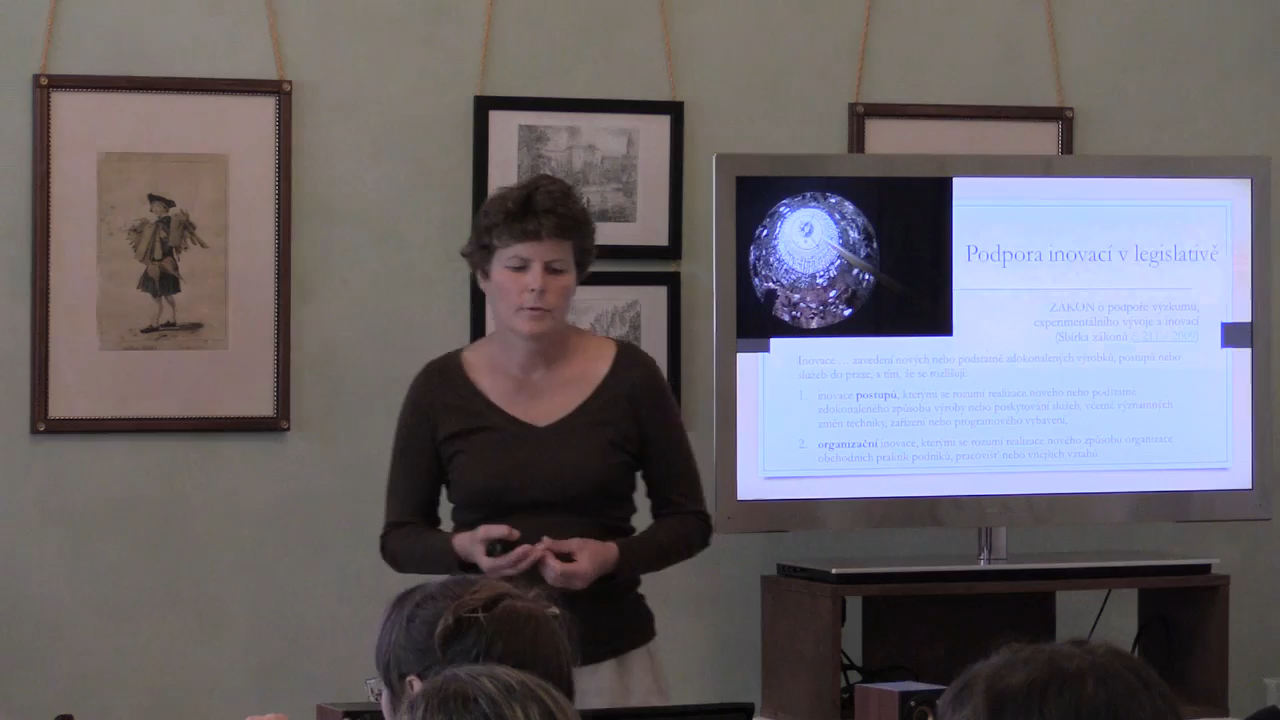 Podpora inovací v legislativě
ZÁKON o podpoře výzkumu,
experimentálního vývoje a inovací
(Sbírka zákonů č. 211 / 2009)
Inovace… zavedení nových nebo podstatně zdokonalených výrobků, postupů nebo
služeb do praxe, s tím, že se rozlišují:
1. inovace postupů, kterými se rozumí realizace nového nebo podstatně
zdokonaleného způsobu výroby nebo poskytování služeb, včetně významných
změn techniky, zařízení nebo programového vybavení,
2. organizační inovace, kterými se rozumí realizace nového způsobu organizace
obchodních praktik podniků, pracovišť nebo vnějších vztahů